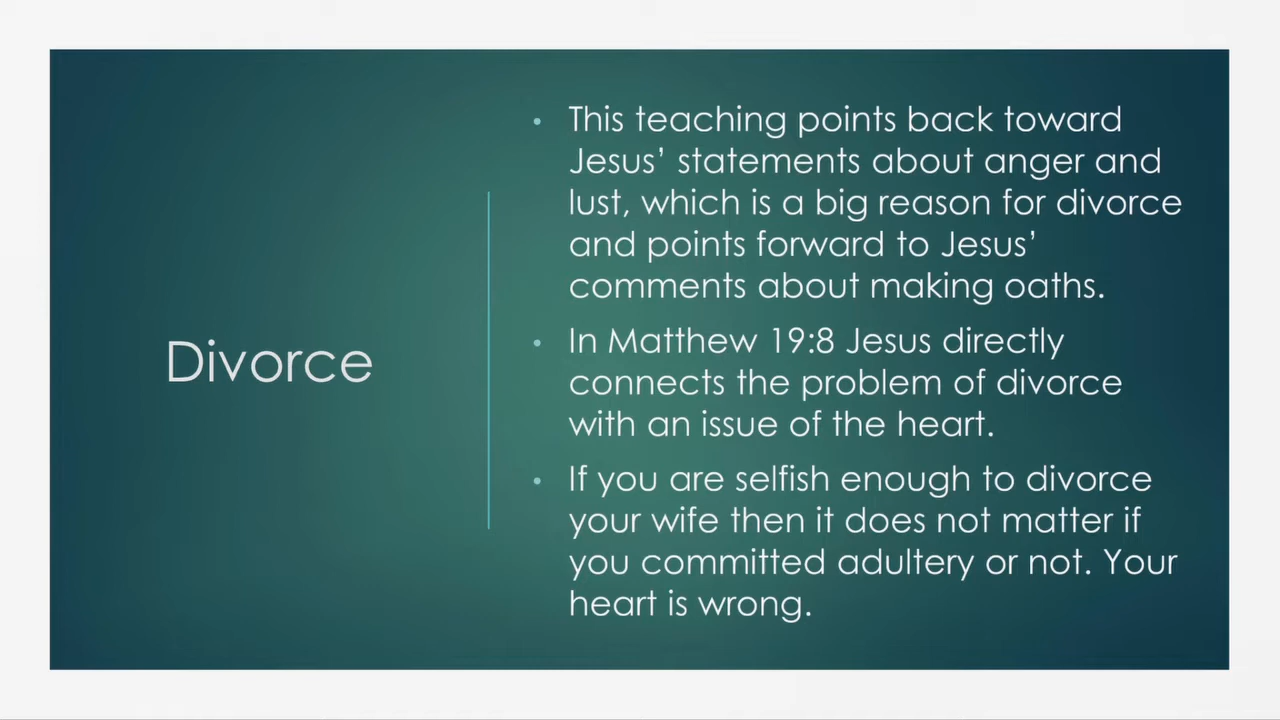 Divorce
• This teaching points back toward
Jesus’ statements about anger and
lust, which is a big reason for divorce
and points forward to Jesus’
comments about making oaths.
• In Matthew 19:8 Jesus directly
connects the problem of divorce
with an issue of the heart.
• If you are selfish enough to divorce
your wife then it does not matter if
you committed adultery or not. Your
heart is wrong.